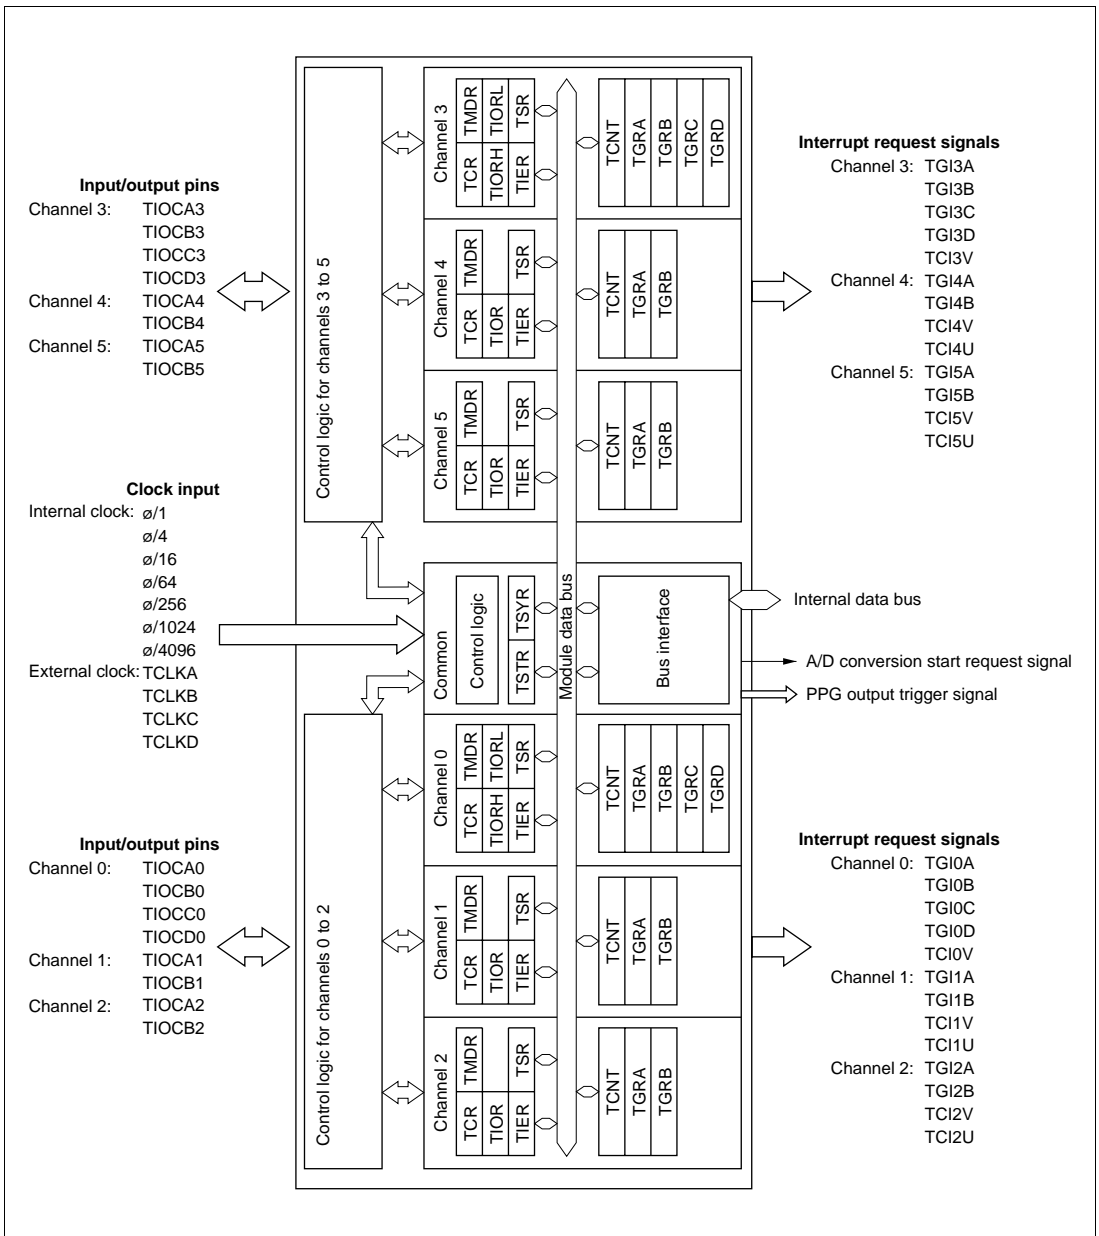 Input/output pins
Channel 3: TIOCA3
TIOCB3
TIOCC3
TIOCD3
Channel 4: TIOCA4
TIOCB4
Channel 5: TIOCA5
TIOCB5
Clock input
Internal clock: ø/1
ø/4
ø/16
ø/64
ø/256
ø/1024
ø/4096
External clock: TCLKA
TCLKB
TCLKC
TCLKD
Input/output pins
Channel 0: TIOCA0
TIOCB0
TIOCC0
TIOCD0
Channel 1: TIOCA1
TIOCB1
Channel 2: TIOCA2
TIOCB2
Control logic for channels 3 to 5
Control logic for channels 0 to 2
Channel 3
TMDR
TIORL
TSR
TCR
TIORH
TIER
TCNT
TGRA
TGRB
TGRC
TGRD
Channel 4
TMDR
TSR
TCR
TIOR
TIER
TCNT
TGRA
TGRB
Channel 5
TMDR
TSR
TCR
TIOR
TIER
TCNT
TGRA
TGRB
Common
Control logic
TSYR
TSTR
Module data bus
Bus interface
Channel 0
TMDR
TIORL
TSR
TCR
TIORH
TIER
TCNT
TGRA
TGRB
TGRC
TGRD
Channel 1
TMDR
TSR
TCR
TIOR
TIER
TCNT
TGRA
TGRB
Channel 2
TMDR
TSR
TCR
TIOR
TIER
TCNT
TGRA
TGRB
Interrupt request signals
Channel 3: TGI3A
TGI3B
TGI3C
TGI3D
TCI3V
Channel 4: TGI4A
TGI4B
TCI4V
TCI4U
Channel 5: TGI5A
TGI5B
TCI5V
TCI5U
Internal data bus
A/D conversion start request signal
PPG output trigger signal
Interrupt request signals
Channel 0: TGI0A
TGI0B
TGI0C
TGI0D
TCI0V
Channel 1: TGI1A
TGI1B
TCI1V
TCI1U
Channel 2: TGI2A
TGI2B
TCI2V
TCI2U